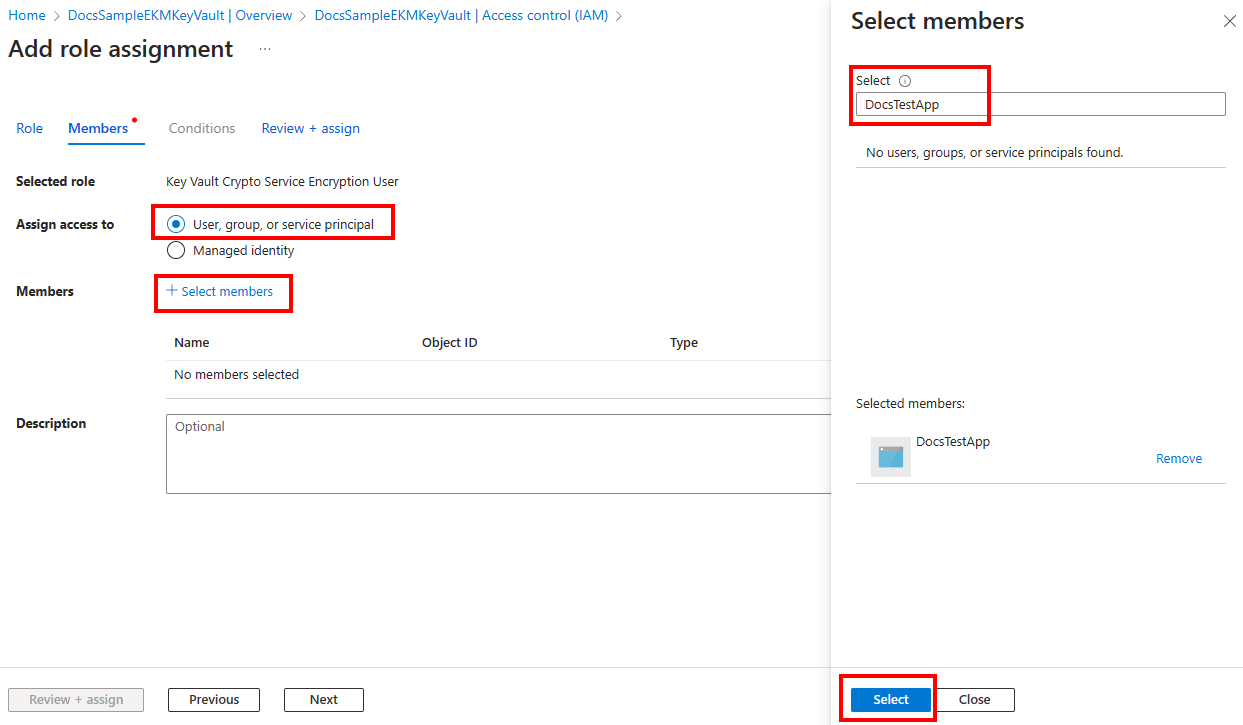 Home > DocsSampleEKMKeyVault | Overview > DocsSampleEKMKeyVault | Access control (IAM) >
Add role assignment ...
Role Members Conditions Review + assign
Selected role Key Vault Crypto Service Encryption User
Assign access to User, group, or service principal
Managed identity
Members + Select members
Name Object ID Type
No members selected
Description Optional
Review + assign Previous Next
Select members
Select
DocsTestApp
No users, groups, or service principals found.
Selected members:
DocsTestApp
Remove
Select Close